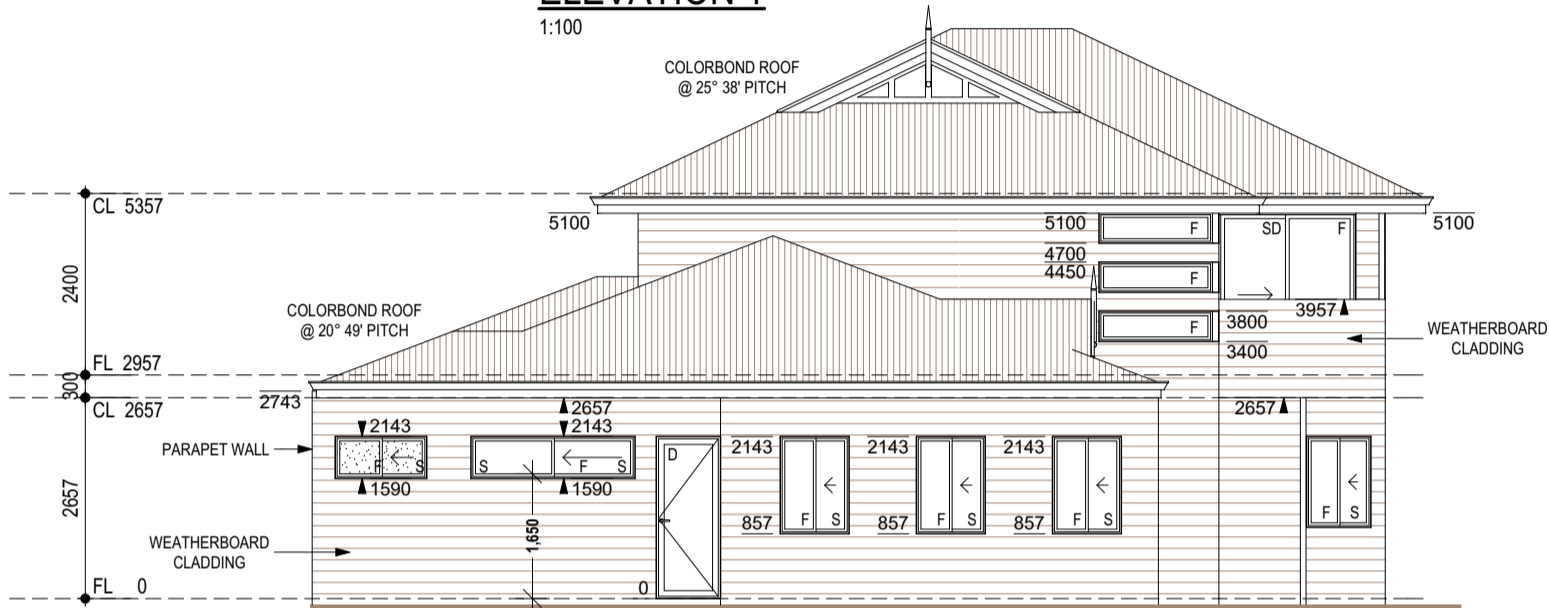 1:100
COLORBOND ROOF
@ 25° 38' PITCH
CL 5357
5100
5100
SD
F
5100
F
4700
4450
F
2400
COLORBOND ROOF
@ 20° 49' PITCH
3957
3800
F
WEATHERBOARD
CLADDING
3400
FL 2957
300
CL 2657
2743
2657
2657
2143
2143
PARAPET WALL
F
S
S
F
S
D
2143
2143
2143
1590
1590
2657
1,650
857
F
S
857
F
S
857
F
S
F
S
WEATHERBOARD
CLADDING
FL 0
0